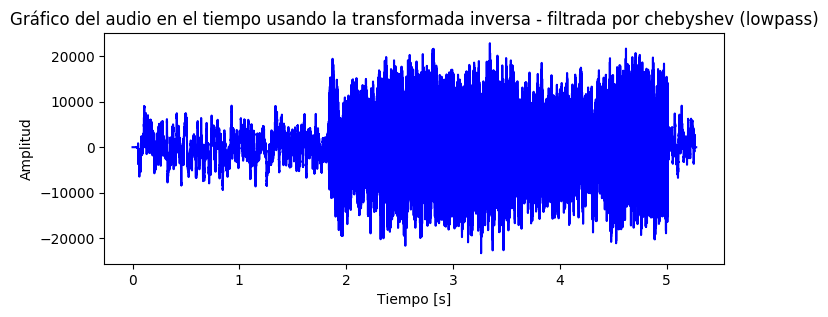 Gráfico del audio en el tiempo usando la transformada inversa - filtrada por chebyshev (lowpass)
20000
10000
0
−10000
−20000
Amplitud
0 1 2 3 4 5
Tiempo [s]